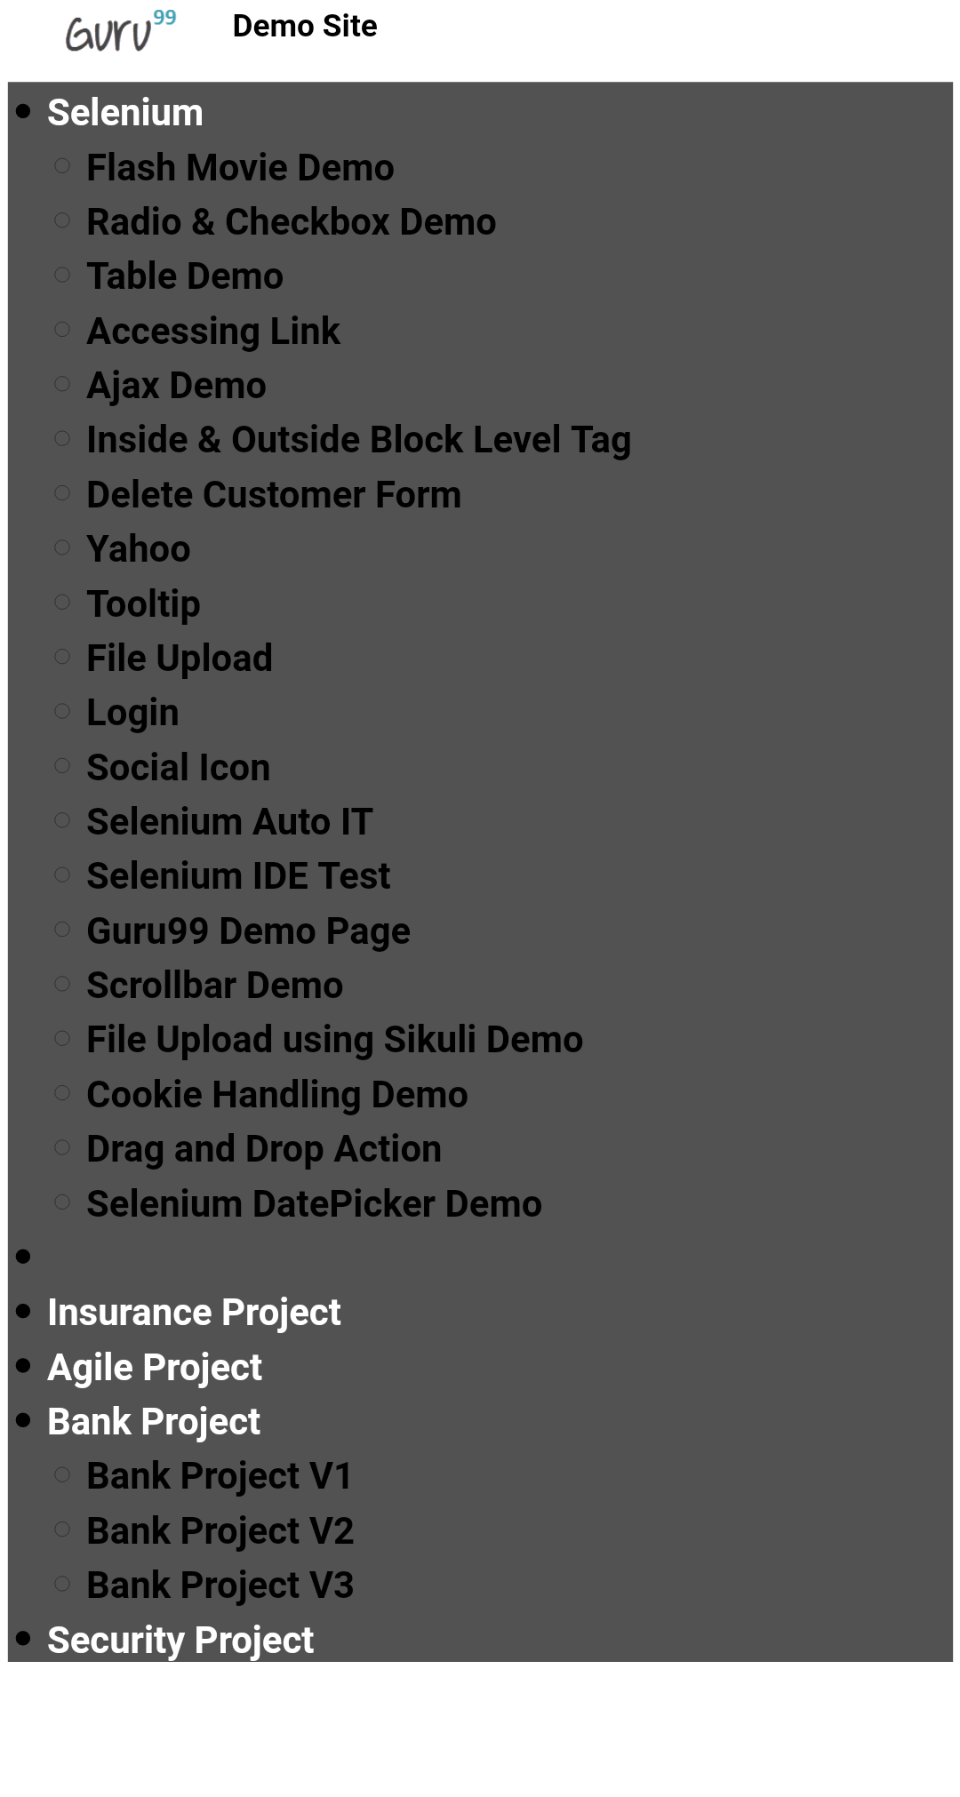 Guru99 Demo Site
Selenium
Flash Movie Demo
Radio & Checkbox Demo
Table Demo
Accessing Link
Ajax Demo
Inside & Outside Block Level Tag
Delete Customer Form
Yahoo
Tooltip
File Upload
Login
Social Icon
Selenium Auto IT
Selenium IDE Test
Guru99 Demo Page
Scrollbar Demo
File Upload using Sikuli Demo
Cookie Handling Demo
Drag and Drop Action
Selenium DatePicker Demo
Insurance Project
Agile Project
Bank Project
Bank Project V1
Bank Project V2
Bank Project V3
Security Project